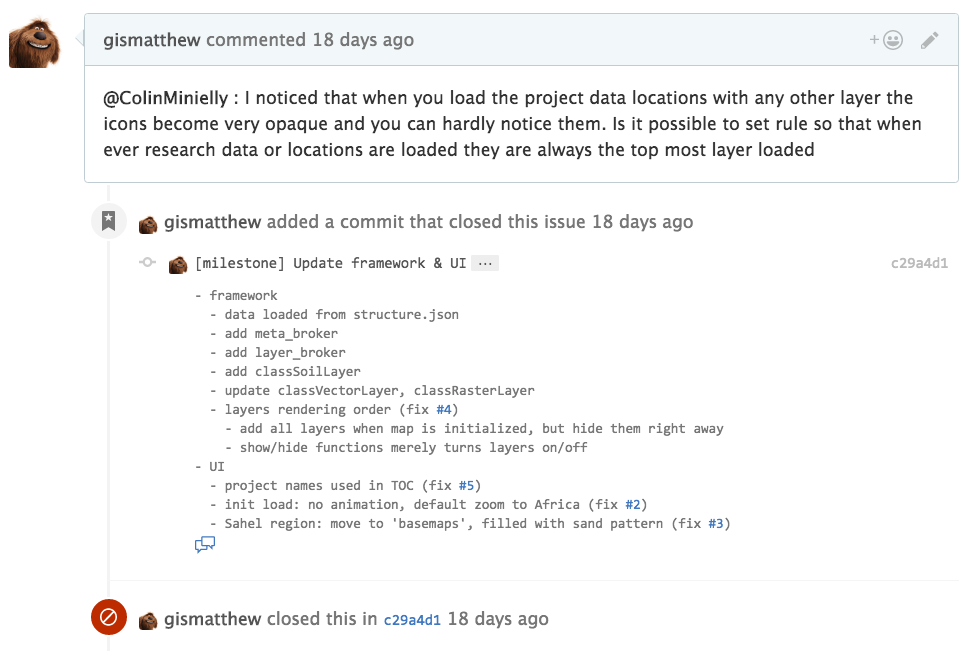 gismatthew commented 18 days ago
@ColinMinielly : I noticed that when you load the project data locations with any other layer the
icons become very opaque and you can hardly notice them. Is it possible to set rule so that when
ever research data or locations are loaded they are always the top most layer loaded
gismatthew added a commit that closed this issue 18 days ago
[milestone] Update framework & UI ... c29a4d1
- framework
- data loaded from structure.json
- add meta_broker
- add layer_broker
- add classSoilLayer
- update classVectorLayer, classRasterLayer
- layers rendering order (fix #4)
- add all layers when map is initialized, but hide them right away
- show/hide functions merely turns layers on/off
- UI
- project names used in TOC (fix #5)
- init load: no animation, default zoom to Africa (fix #2)
- Sahel region: move to 'basemaps', filled with sand pattern (fix #3)
gismatthew closed this in c29a4d1 18 days ago